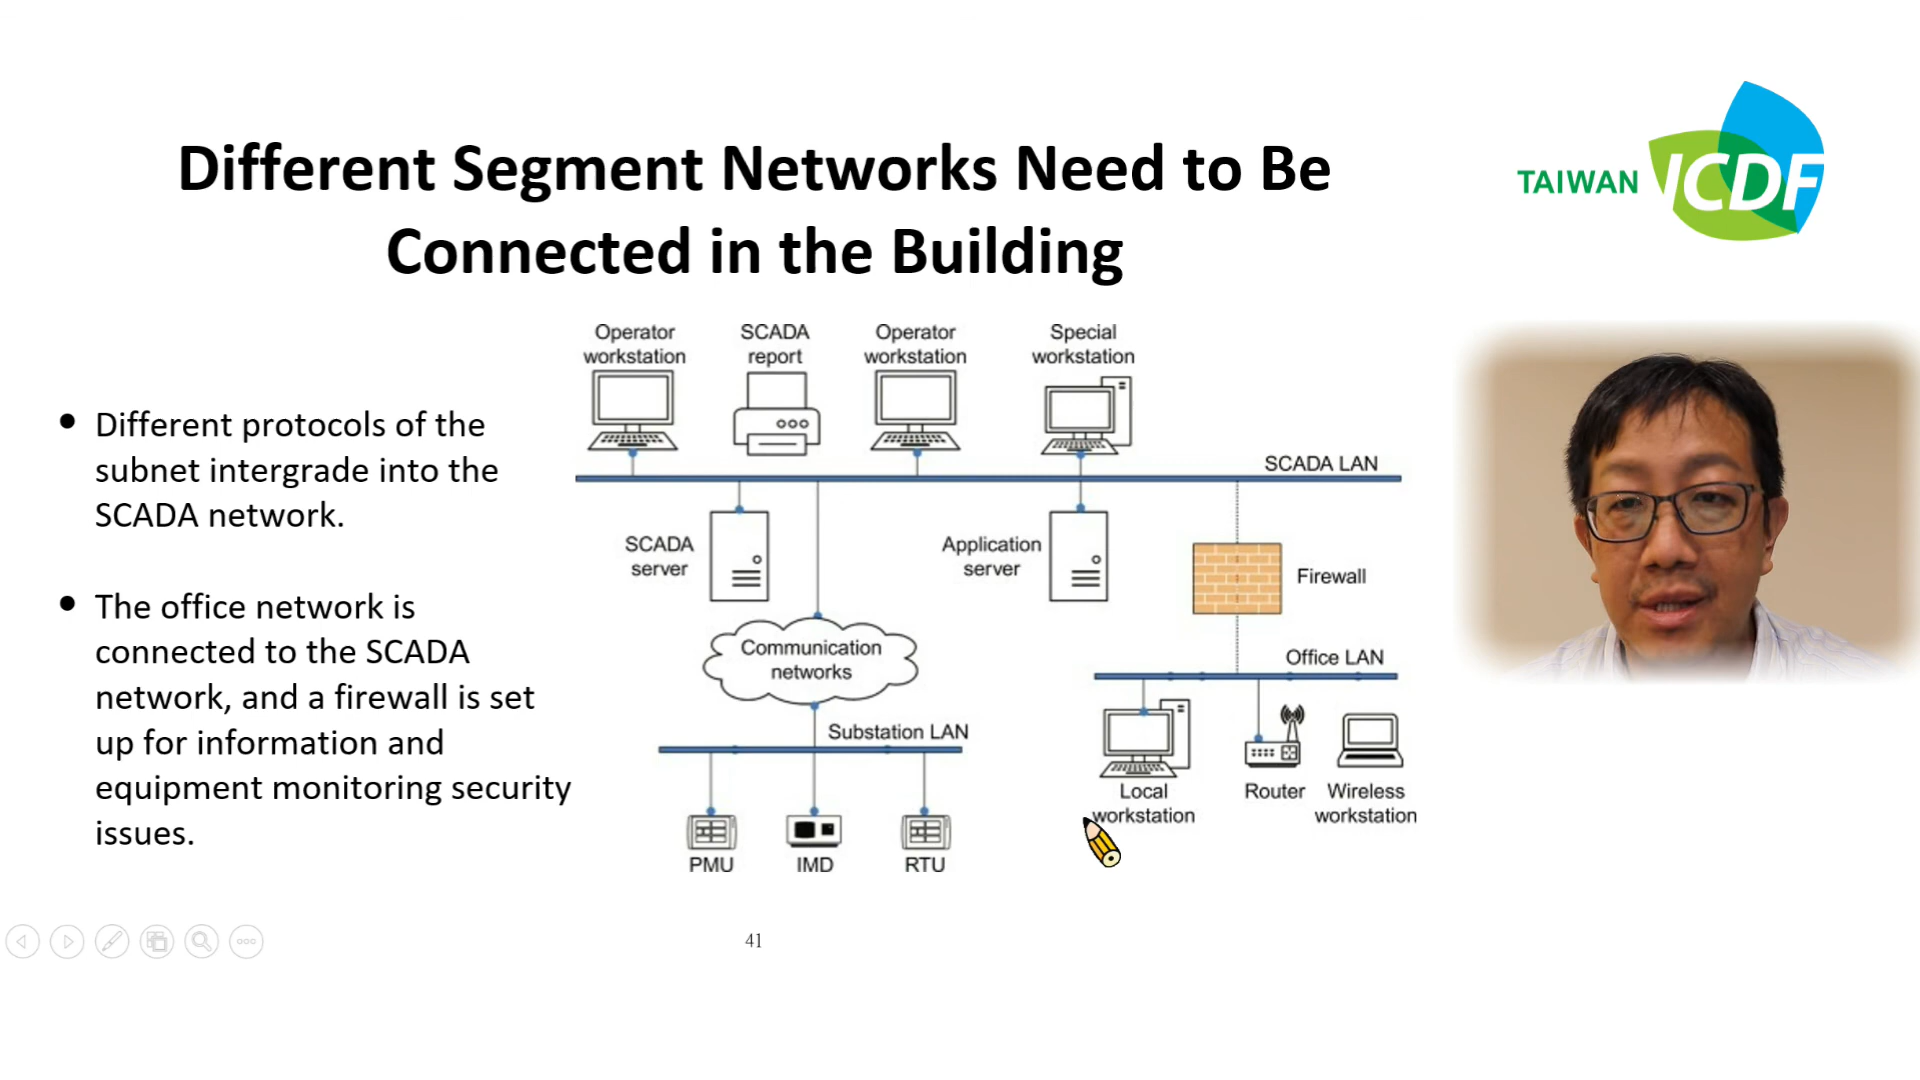 Different Segment Networks Need to Be
Connected in the Building
TAIWAN ICDF
• Different protocols of the
subnet intergrade into the
SCADA network.
• The office network is
connected to the SCADA
network, and a firewall is set
up for information and
equipment monitoring security
issues.
Operator
workstation
SCADA
report
Operator
workstation
Special
workstation
SCADA LAN
SCADA
server
Application
server
Firewall
Communication
networks
Office LAN
Substation LAN
Local
workstation
Router
Wireless
workstation
PMU
IMD
RTU
41